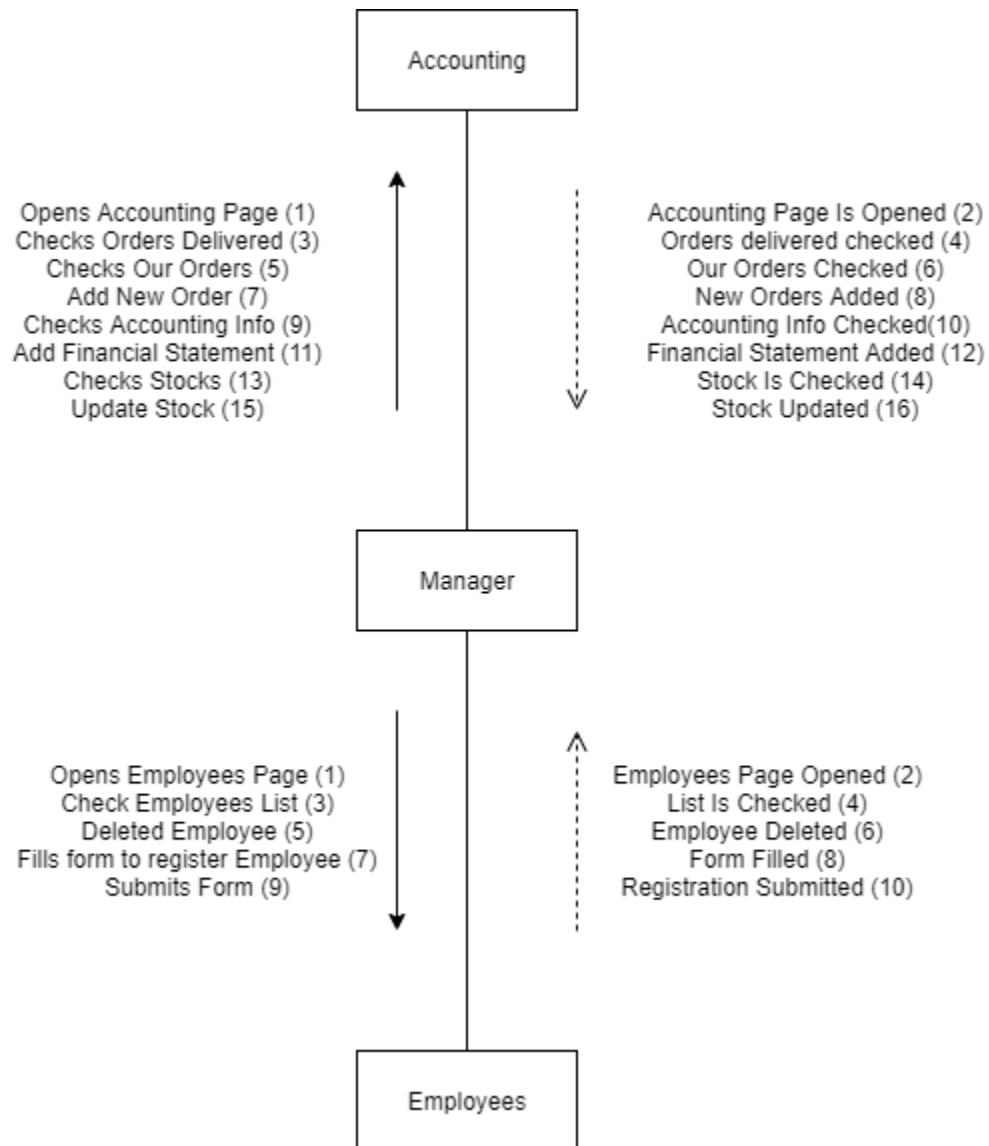 Accounting
Opens Accounting Page (1)
Checks Orders Delivered (3)
Checks Our Orders (5)
Add New Order (7)
Checks Accounting Info (9)
Add Financial Statement (11)
Checks Stocks (13)
Update Stock (15)
Accounting Page Is Opened (2)
Orders delivered checked (4)
Our Orders Checked (6)
New Orders Added (8)
Accounting Info Checked(10)
Financial Statement Added (12)
Stock Is Checked (14)
Stock Updated (16)
Manager
Opens Employees Page (1)
Check Employees List (3)
Deleted Employee (5)
Fills form to register Employee (7)
Submits Form (9)
Employees Page Opened (2)
List Is Checked (4)
Employee Deleted (6)
Form Filled (8)
Registration Submitted (10)
Employees